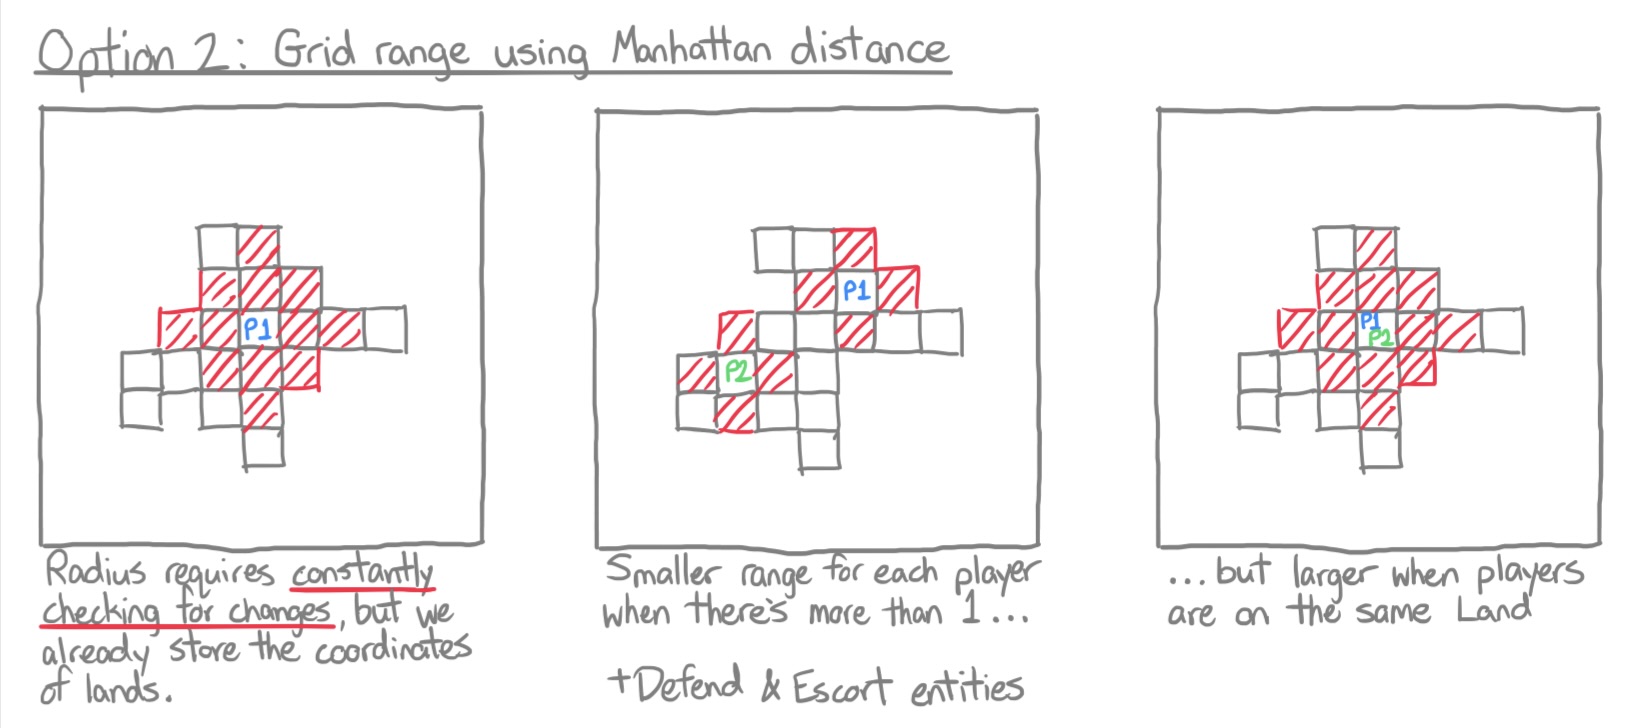 Option 2: Grid range using Manhattan distance
P1
Radius requires constantly
checking for changes, but we
already store the coordinates
of lands.
P1
P2
Smaller range for each player
when there's more than 1...
+Defend & Escort entities
P1
P2
...but larger when players
are on the same Land